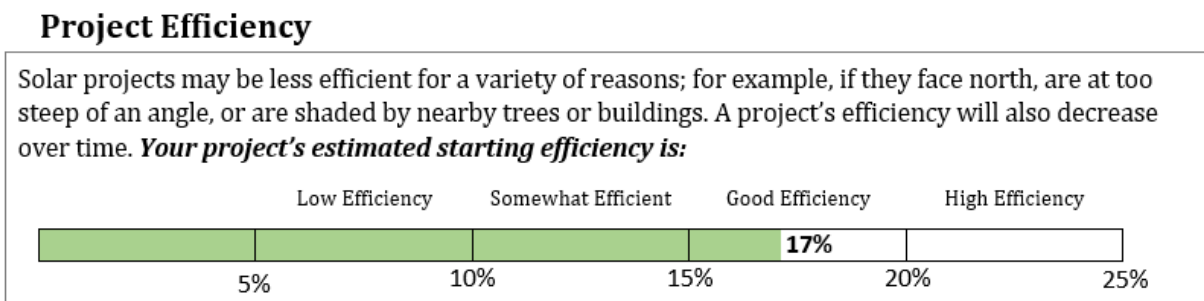 Project Efficiency
Solar projects may be less efficient for a variety of reasons; for example, if they face north, are at too
steep of an angle, or are shaded by nearby trees or buildings. A project's efficiency will also decrease
over time. Your project's estimated starting efficiency is:
Low Efficiency Somewhat Efficient Good Efficiency High Efficiency
17%
5% 10% 15% 20% 25%